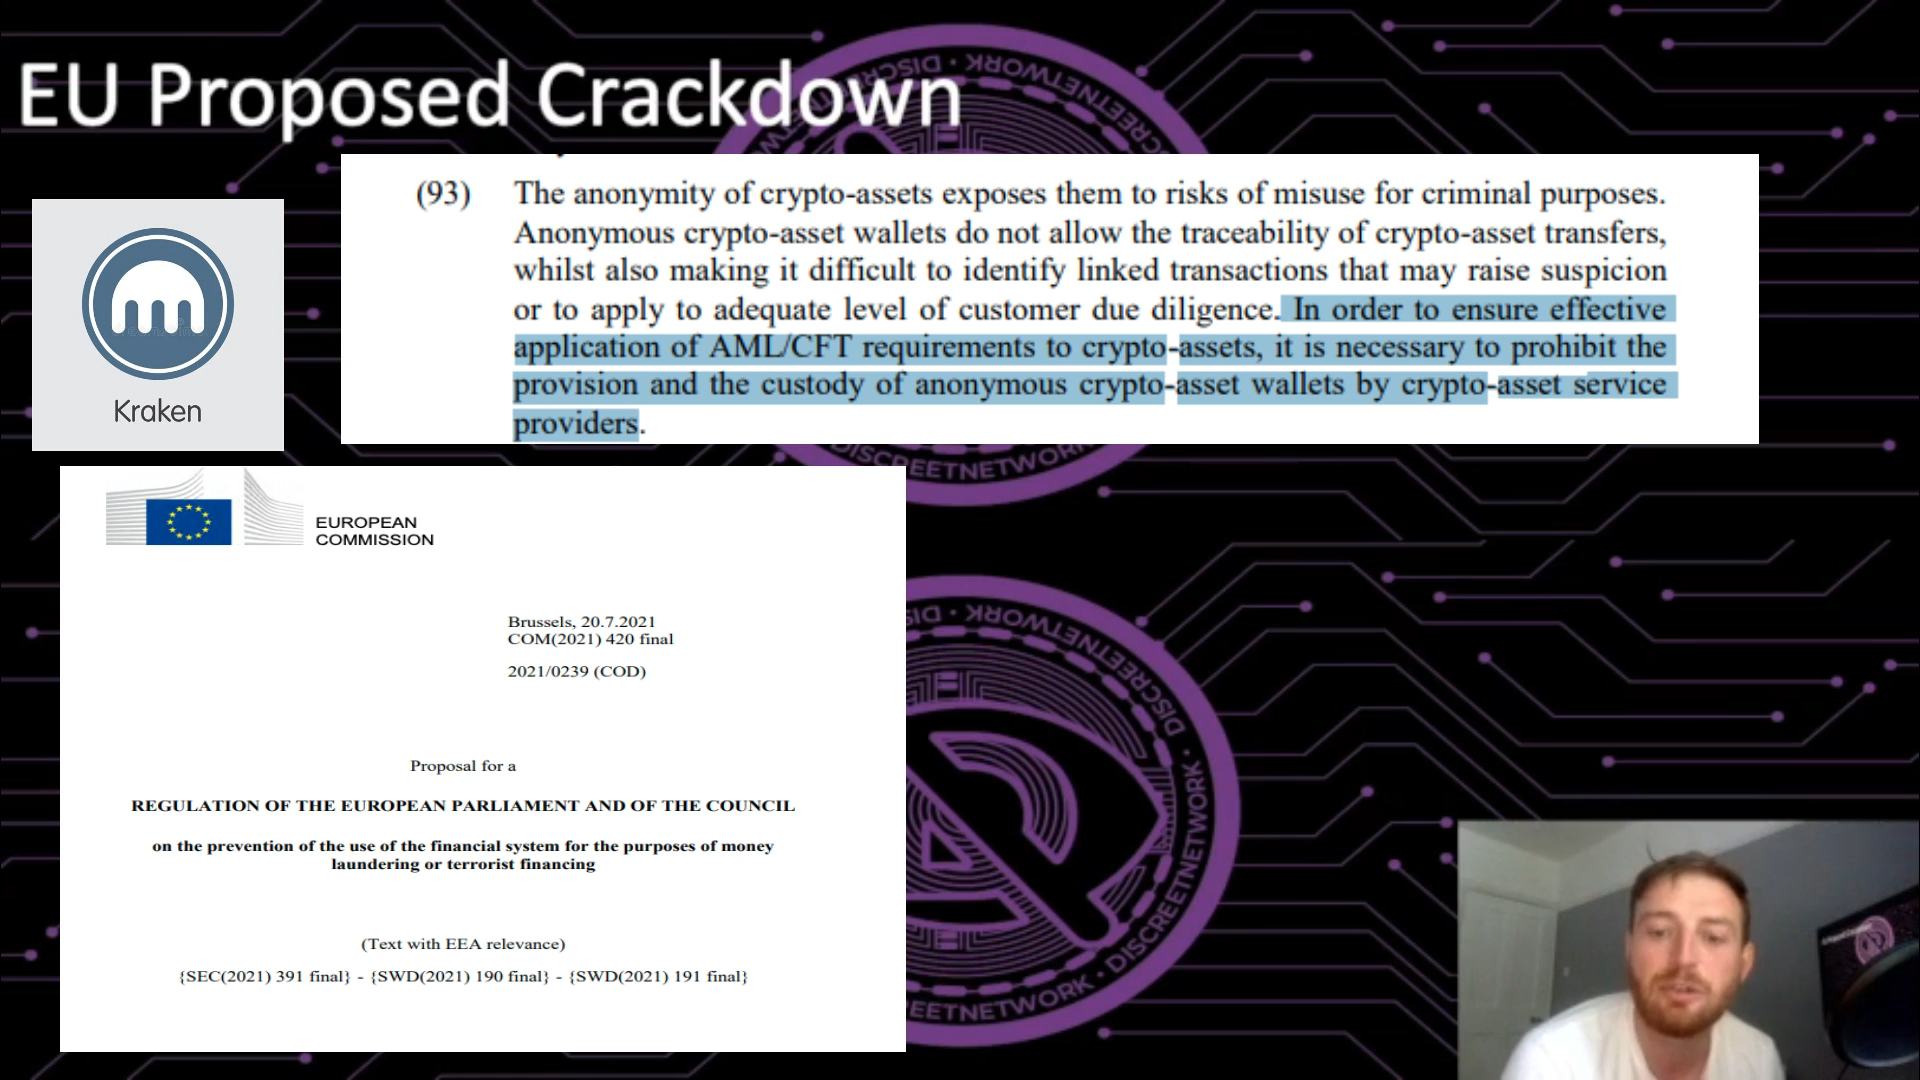 EU Proposed Crackdown
(93) The anonymity of crypto-assets exposes them to risks of misuse for criminal purposes.
Anonymous crypto-asset wallets do not allow the traceability of crypto-asset transfers,
whilst also making it difficult to identify linked transactions that may raise suspicion
or to apply to adequate level of customer due diligence. In order to ensure effective
application of AML/CFT requirements to crypto-assets, it is necessary to prohibit the
provision and the custody of anonymous crypto-asset wallets by crypto-asset service
providers.
Kraken
EUROPEAN
COMMISSION
Brussels, 20.7.2021
COM(2021) 420 final
2021/0239 (COD)
Proposal for a
REGULATION OF THE EUROPEAN PARLIAMENT AND OF THE COUNCIL
on the prevention of the use of the financial system for the purposes of money
laundering or terrorist financing
(Text with EEA relevance)
{SEC(2021) 391 final} - {SWD(2021) 190 final} - {SWD(2021) 191 final}
DISCREETNETWORK
DISCREETNETWORK